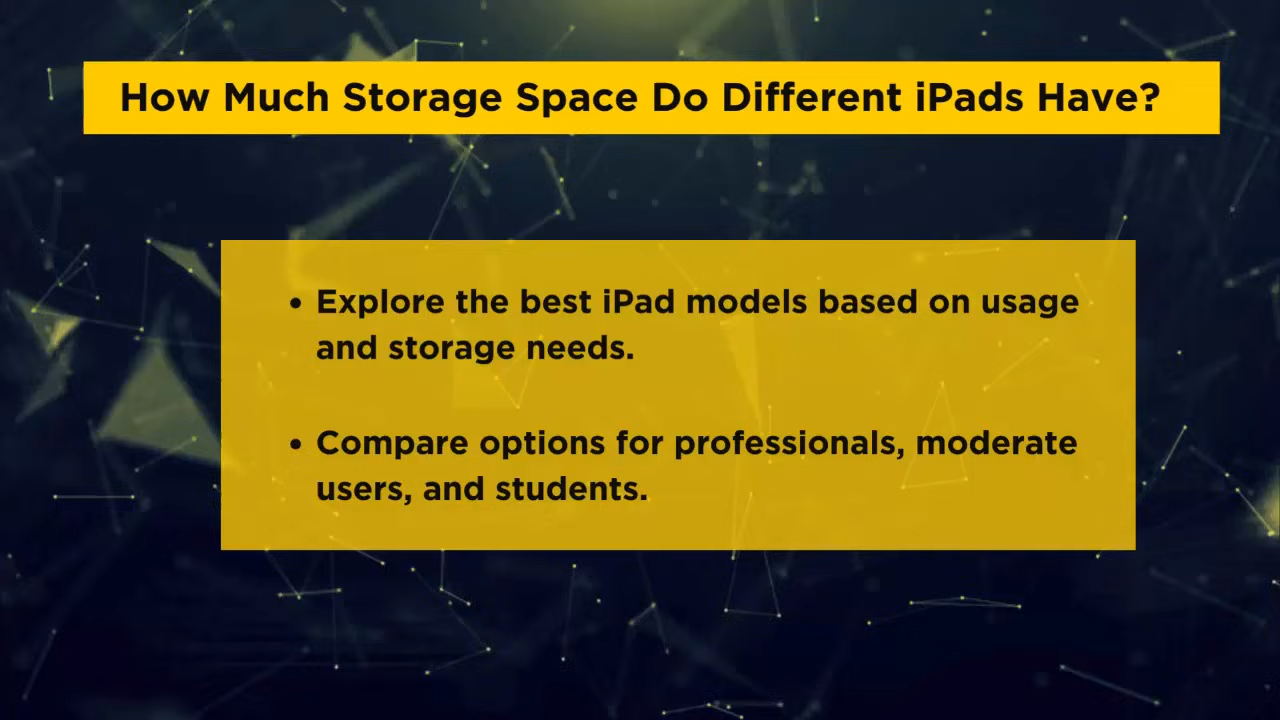 How Much Storage Space Do Different iPads Have?
• Explore the best iPad models based on usage
and storage needs.
• Compare options for professionals, moderate
users, and students.